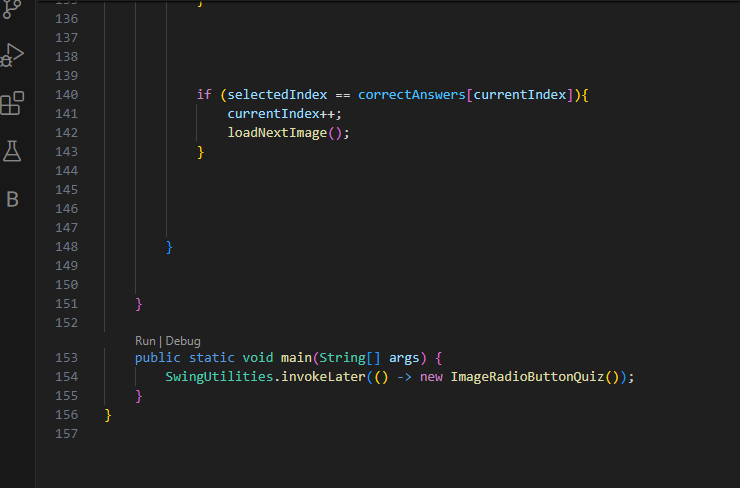 135 }
136
137
138
139
140 if (selectedIndex == correctAnswers[currentIndex]){
141 currentIndex++;
142 loadNextImage();
143 }
144
145
146
147
148 }
149
150
151 }
152
Run | Debug
153 public static void main(String[] args) {
154 SwingUtilities.invokeLater(() -> new ImageRadioButtonQuiz());
155 }
156 }
157
B